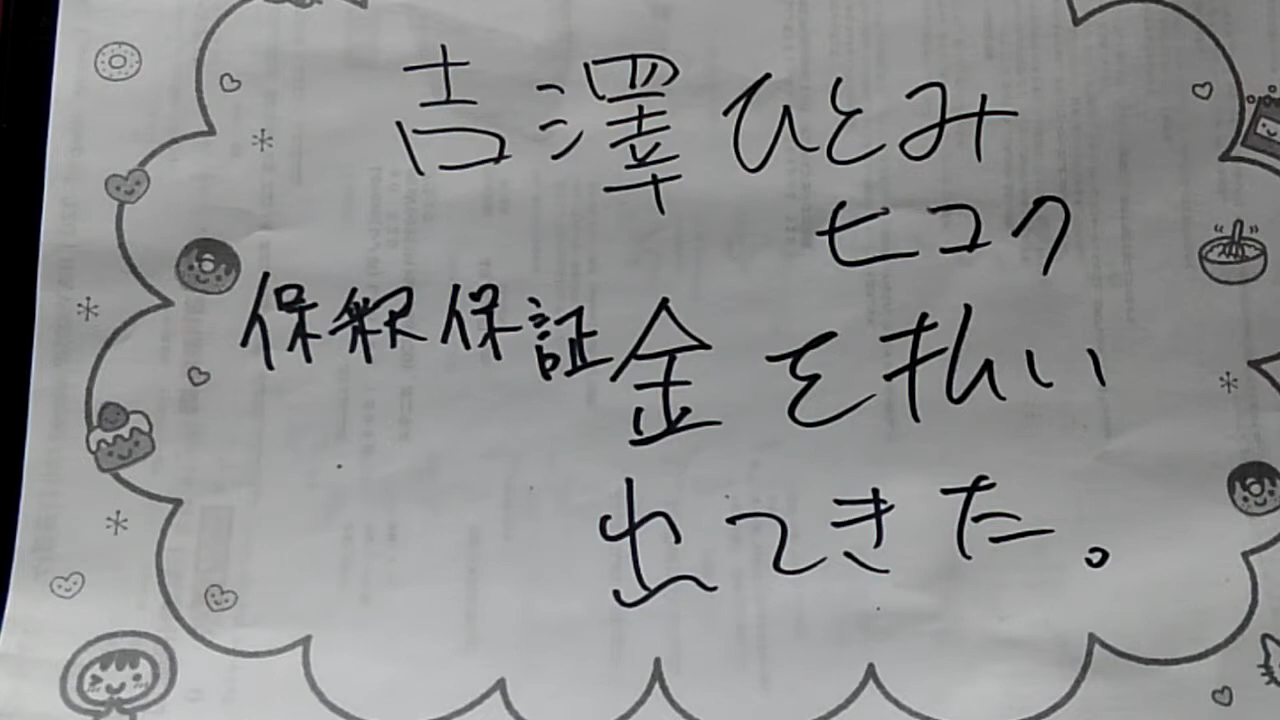 吉澤ひとみ
ヒコク
保釈保証金を払い
出てきた。